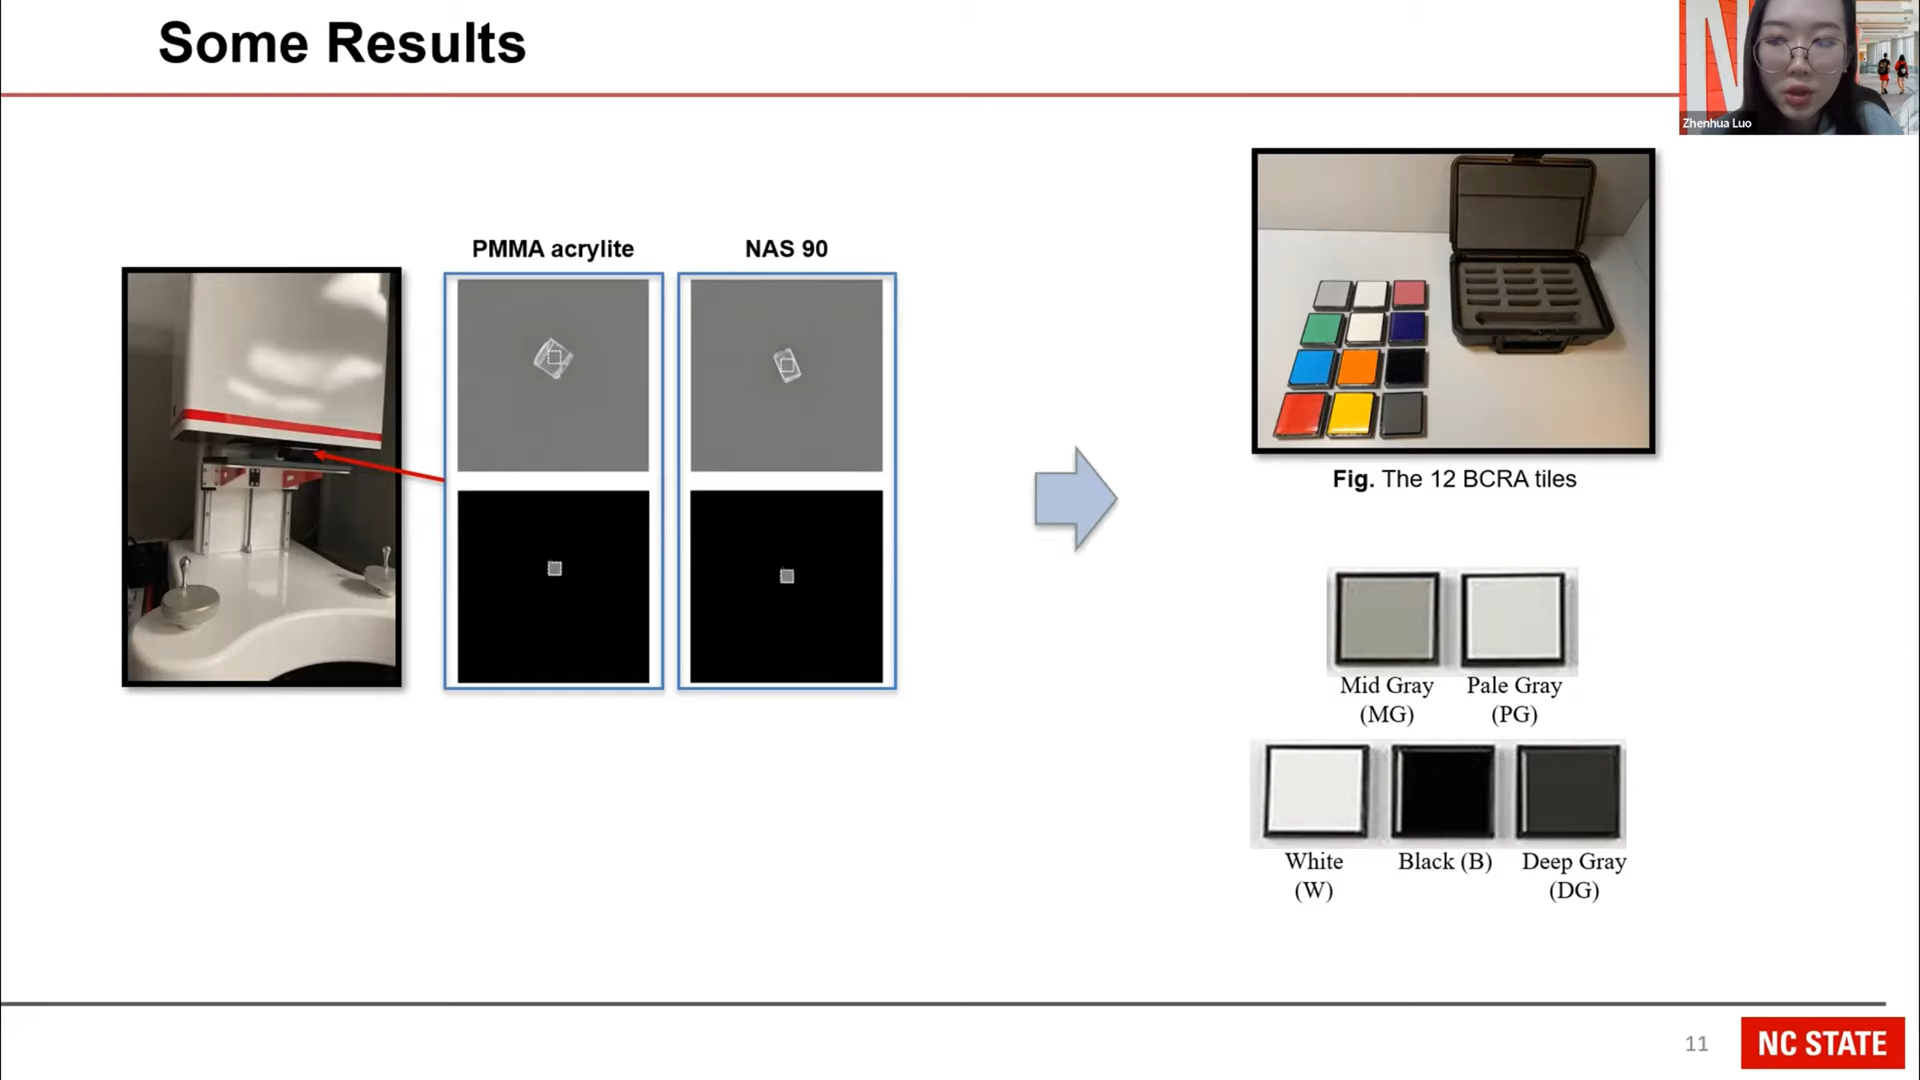 Some Results
Zhenhua Luo
PMMA acrylite
NAS 90
Fig. The 12 BCRA tiles
Mid Gray
(MG)
Pale Gray
(PG)
White
(W)
Black (B)
Deep Gray
(DG)
11
NC STATE